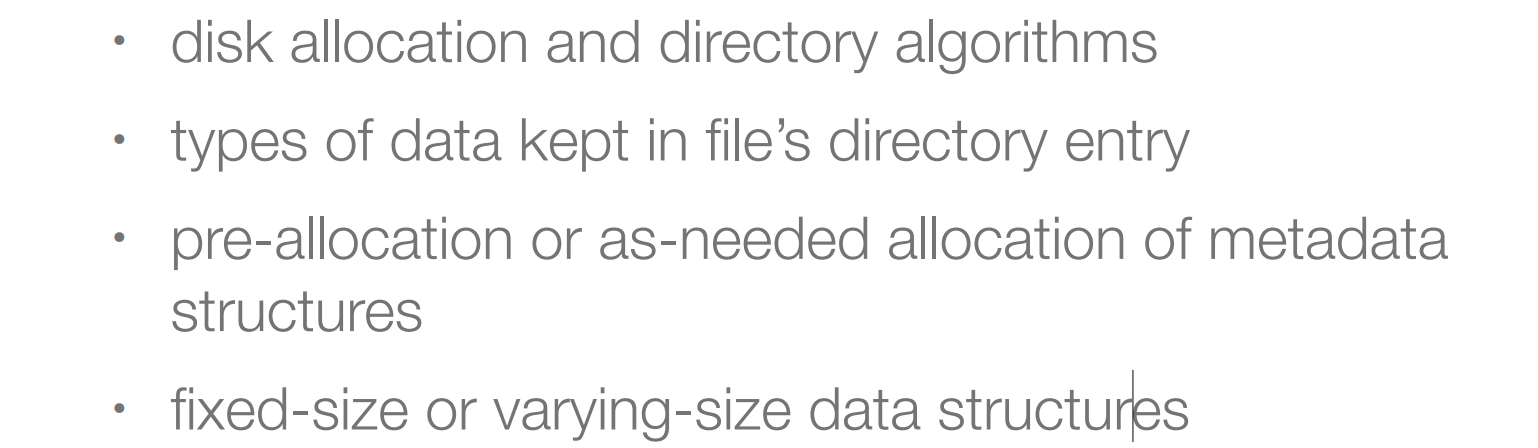 • disk allocation and directory algorithms
• types of data kept in file’s directory entry
• pre-allocation or as-needed allocation of metadata
structures
• fixed-size or varying-size data structures